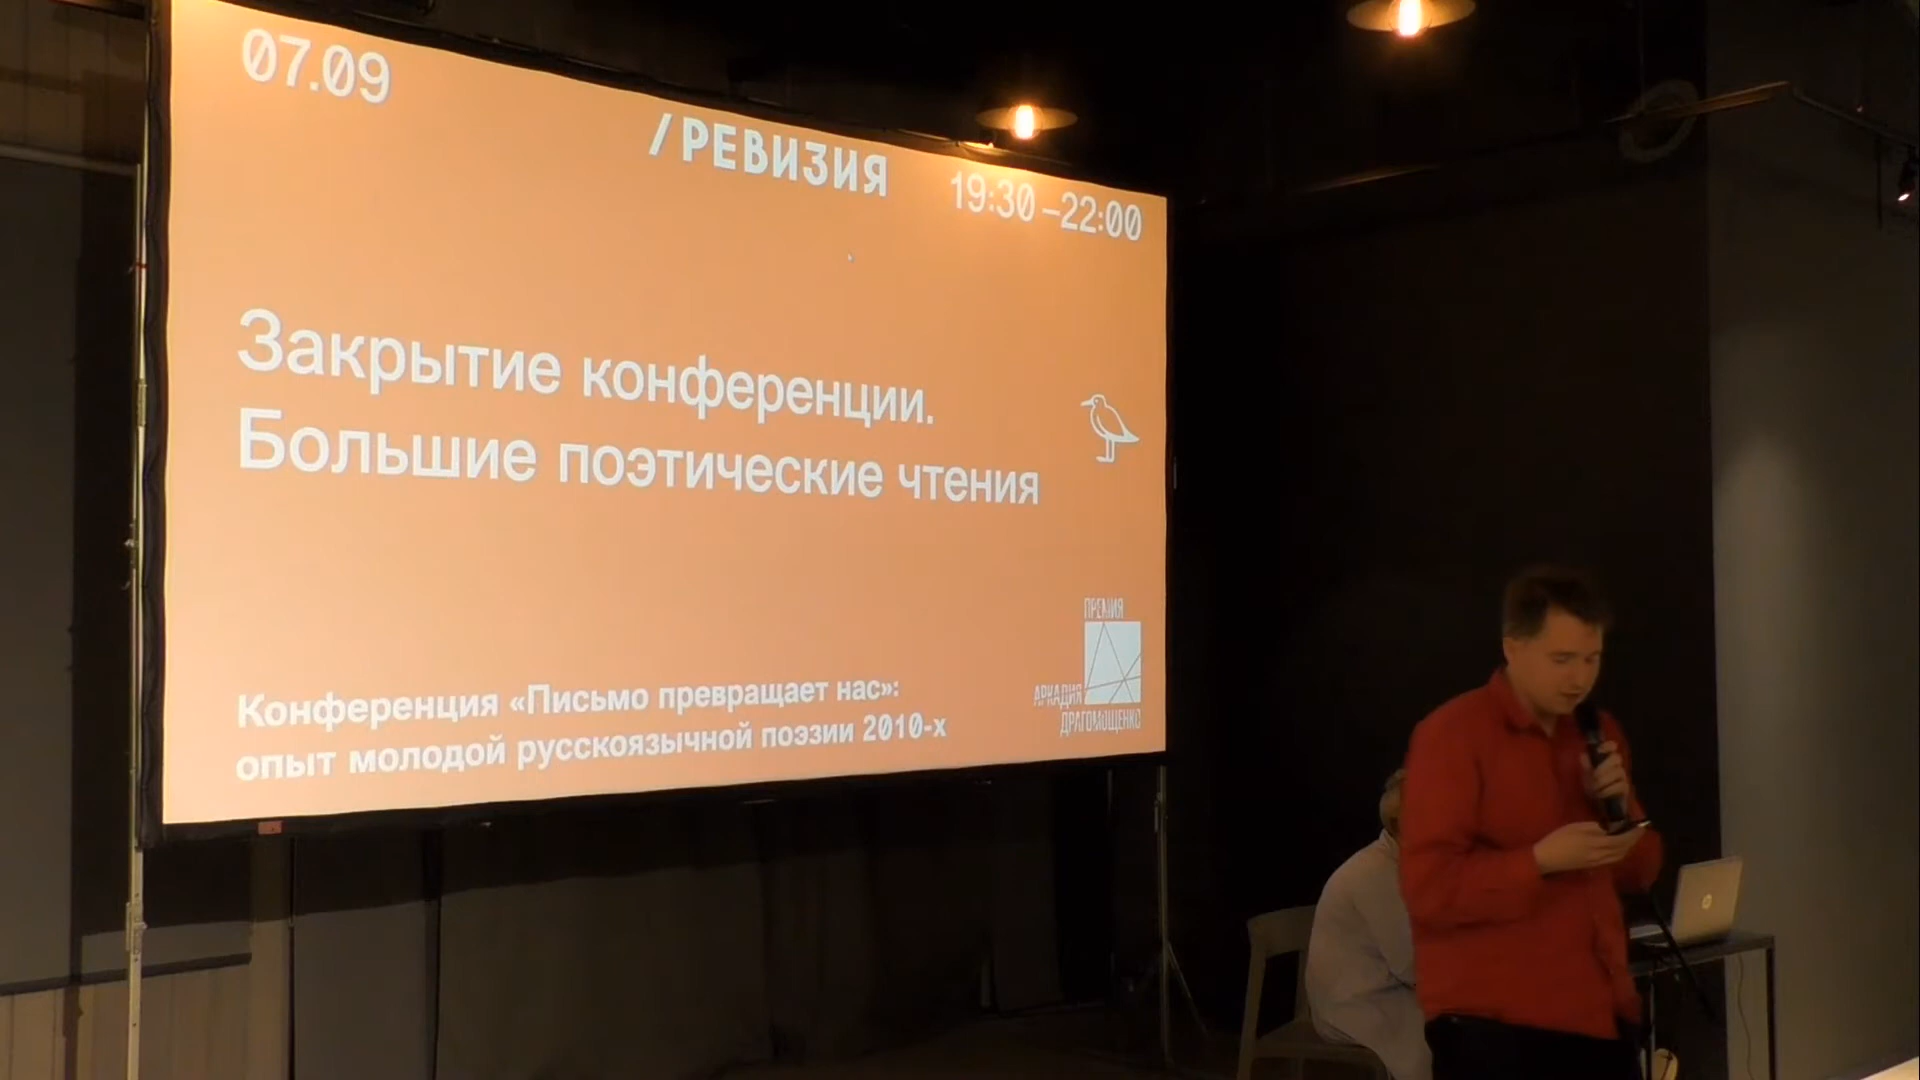 07.09
/РЕВИЗИЯ
19:30–22:00
Закрытие конференции.
Большие поэтические чтения
ПРЕМИЯ
АРКАДИЯ
ДРАГОМОЩЕНКО
Конференция «Письмо превращает нас»:
опыт молодой русскоязычной поэзии 2010-х
hp